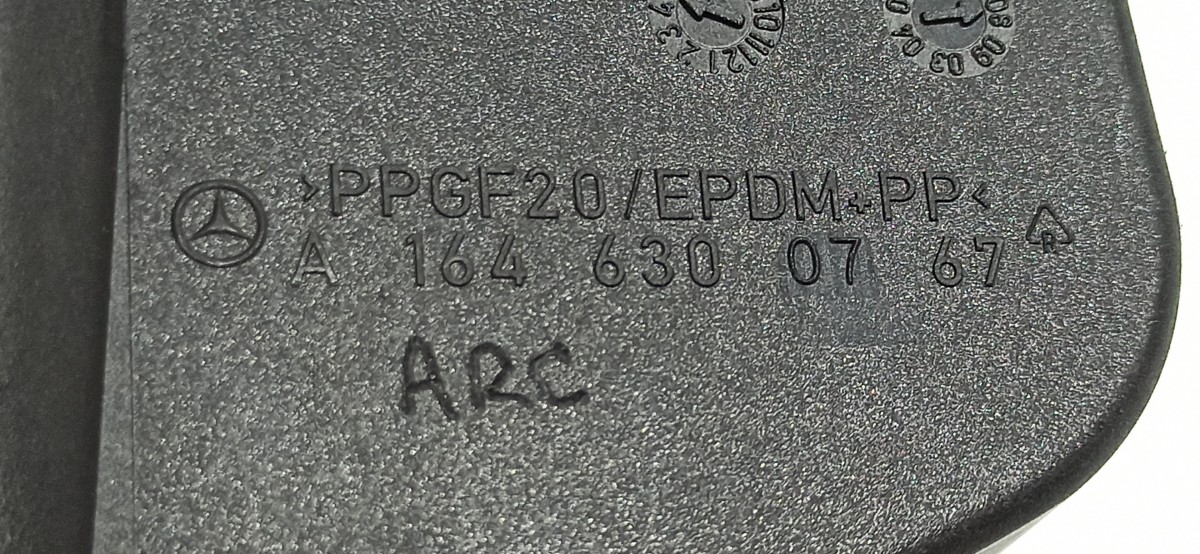 >PPGF20/EPDM+PP<
A 164 630 07 67
R
ARC